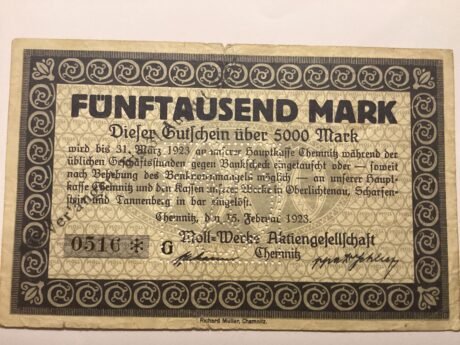 FÜNFTAUSEND MARK
Dieser Gutschein über 5000 Mark
wird bis 31. März 1923 an unserer Hauptkasse Chemnitz während der
üblichen Geschäftsstunden gegen Bankscheck eingetauscht oder — soweit
nach Behebung des Banknotenmangels möglich — an unserer Haupt-
kasse Chemnitz und den Kassen unserer Werke in Oberlichtenau, Scharfen-
stein und Tannenberg in bar eingelöst.
Chemnitz, den 15. Februar 1923.
0516 * G
Moll-Werke Aktiengesellschaft
Chemnitz
Richard Müller, Chemnitz.